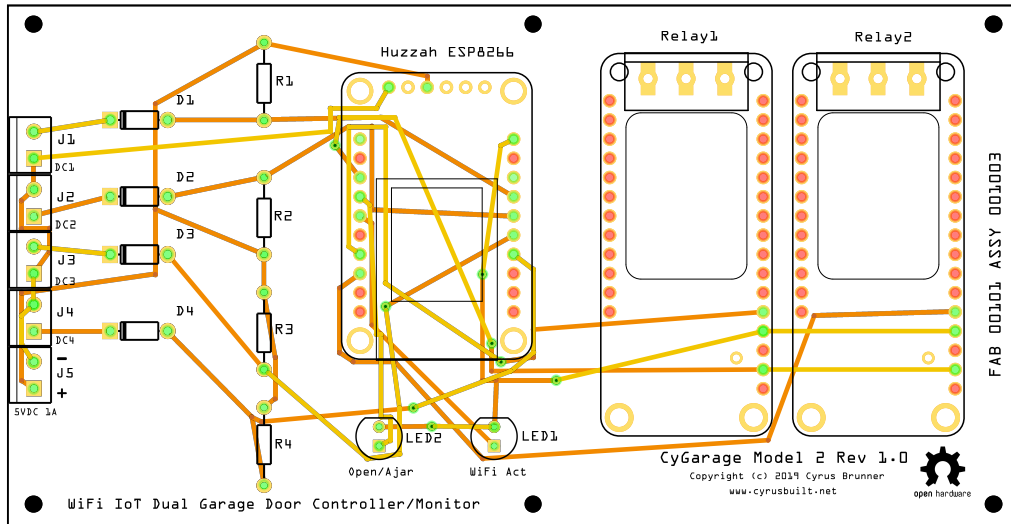 Huzzah ESP8266
Relay1
Relay2
D1
R1
J1
DC1
D2
J2
DC2
R2
D3
J3
DC3
D4
J4
DC4
R3
-
J5
+
5VDC 1A
R4
LED2
LED1
Open/Ajar
WiFi Act
CyGarage Model 2 Rev 1.0
Copyright (c) 2019 Cyrus Brunner
www.cyrusbuilt.net
open hardware
WiFi IoT Dual Garage Door Controller/Monitor
FAB 00101 ASSY 001003